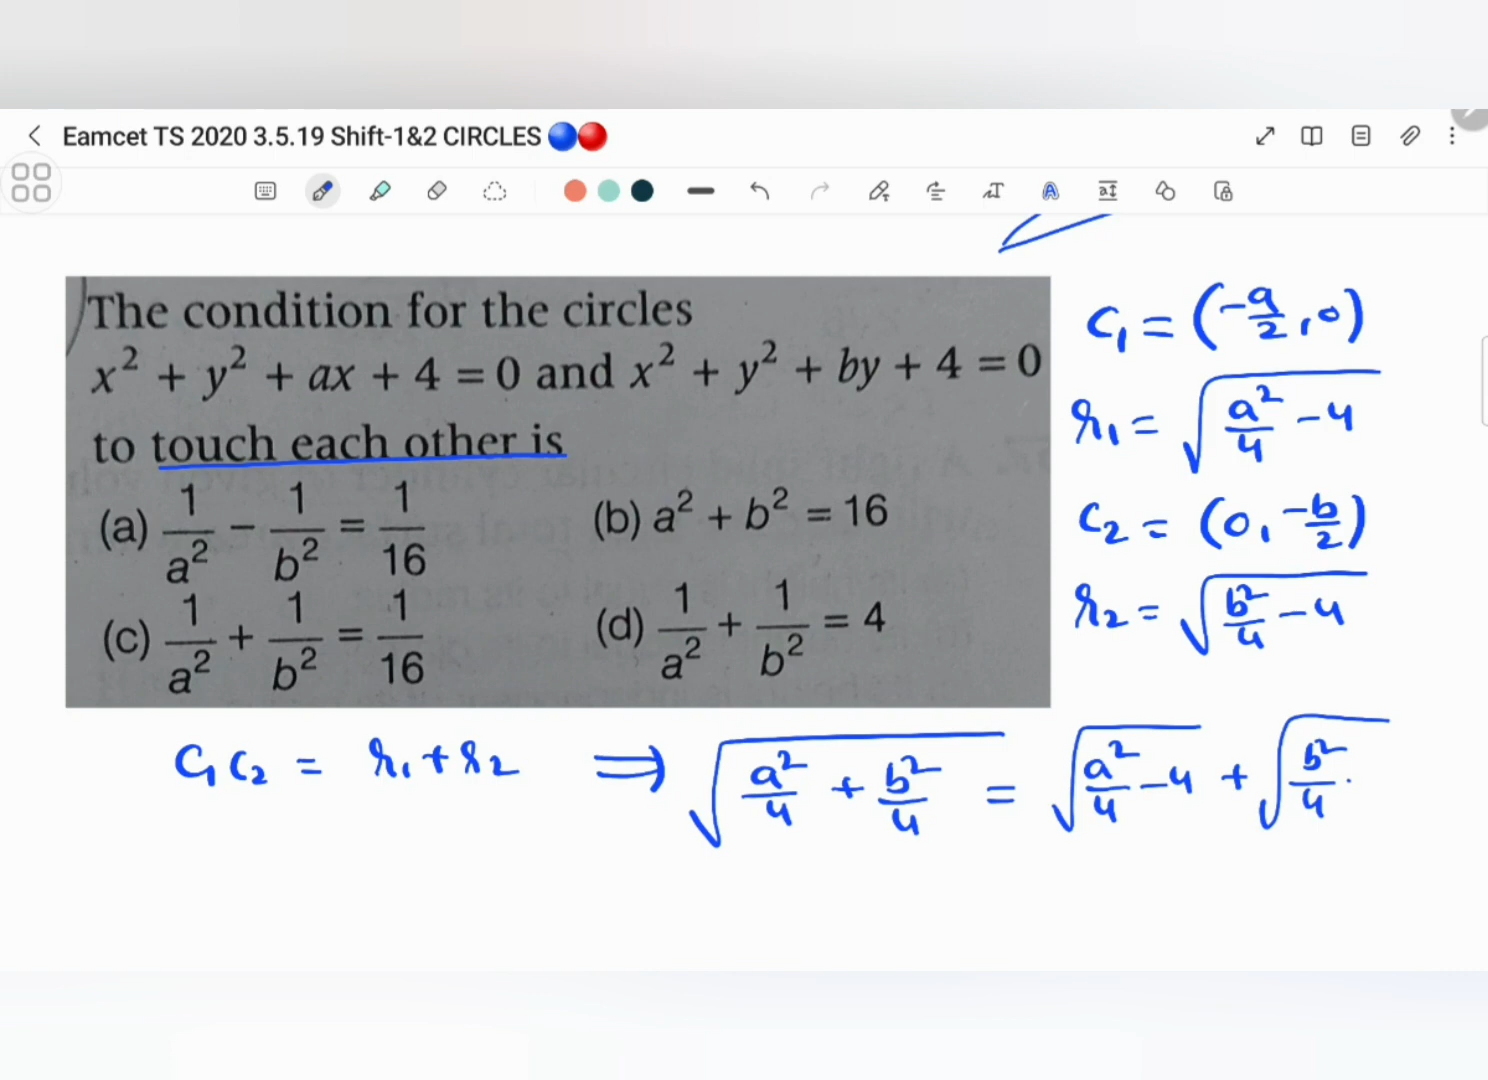 Eamcet TS 2020 3.5.19 Shift-1&2 CIRCLES
The condition for the circles
x² + y² + ax + 4 = 0 and x² + y² + by + 4 = 0
to touch each other is
(a) 1/a² − 1/b² = 1/16 (b) a² + b² = 16
(c) 1/a² + 1/b² = 1/16 (d) 1/a² + 1/b² = 4
C₁ = (-a/2, 0)
r₁ = √(a²/4 - 4)
C₂ = (0, -b/2)
r₂ = √(b²/4 - 4)
C₁C₂ = r₁ + r₂ ⟹ √(a²/4 + b²/4) = √(a²/4 - 4) + √(b²/4 ·